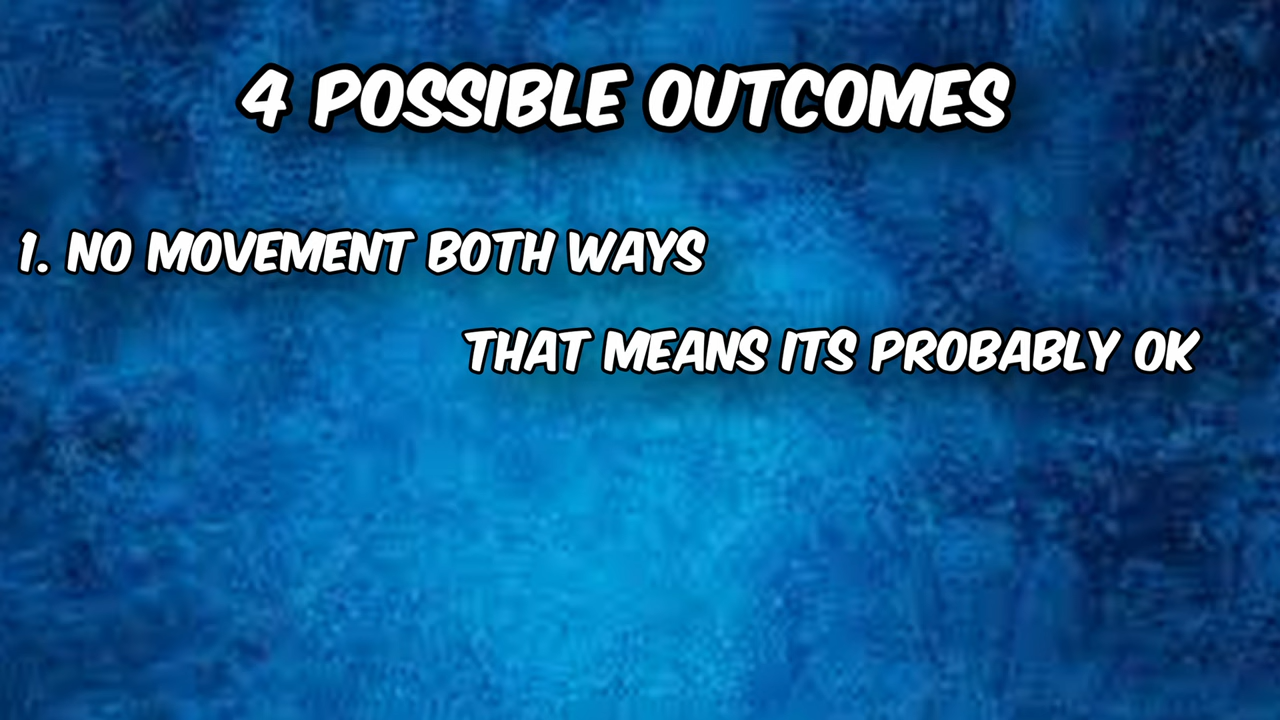 4 POSSIBLE OUTCOMES
1. NO MOVEMENT BOTH WAYS
THAT MEANS ITS PROBABLY OK